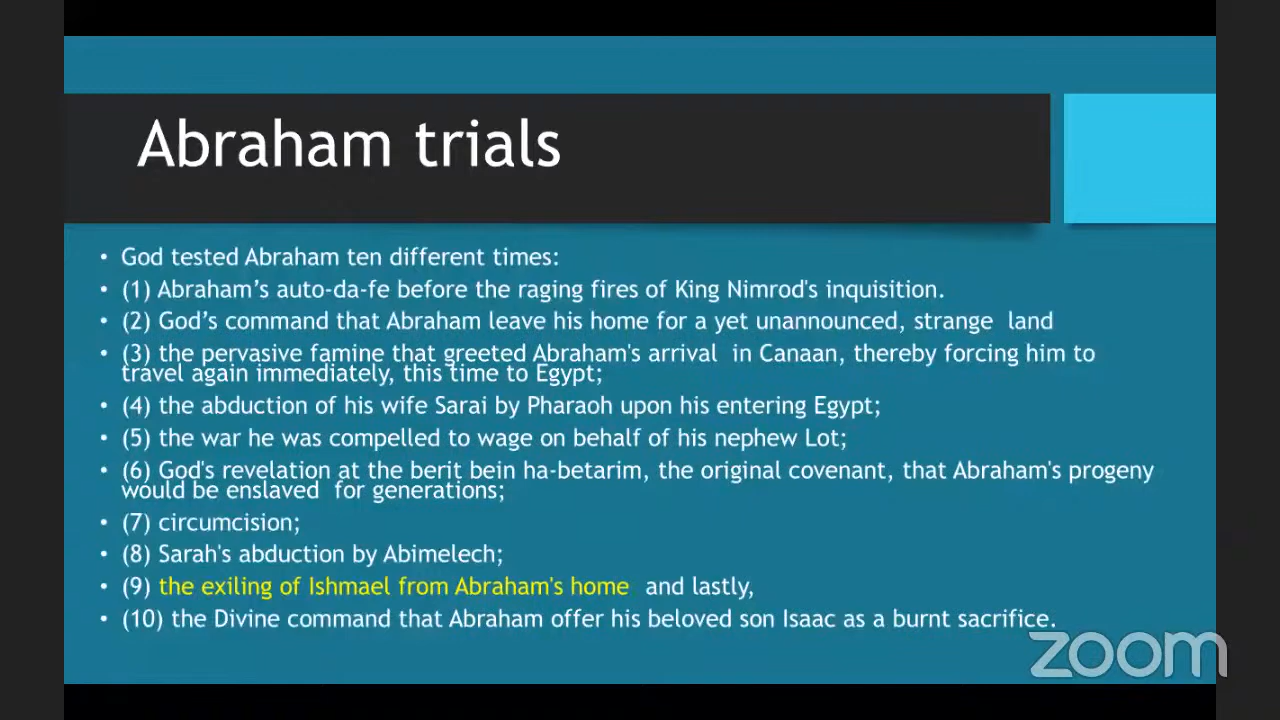 Abraham trials
• God tested Abraham ten different times:
• (1) Abraham’s auto-da-fe before the raging fires of King Nimrod's inquisition.
• (2) God’s command that Abraham leave his home for a yet unannounced, strange  land
• (3) the pervasive famine that greeted Abraham's arrival  in Canaan, thereby forcing him to
travel again immediately, this time to Egypt;
• (4) the abduction of his wife Sarai by Pharaoh upon his entering Egypt;
• (5) the war he was compelled to wage on behalf of his nephew Lot;
• (6) God's revelation at the berit bein ha-betarim, the original covenant, that Abraham's progeny
would be enslaved  for generations;
• (7) circumcision;
• (8) Sarah's abduction by Abimelech;
• (9) the exiling of Ishmael from Abraham's home  and lastly,
• (10) the Divine command that Abraham offer his beloved son Isaac as a burnt sacrifice.
zoom